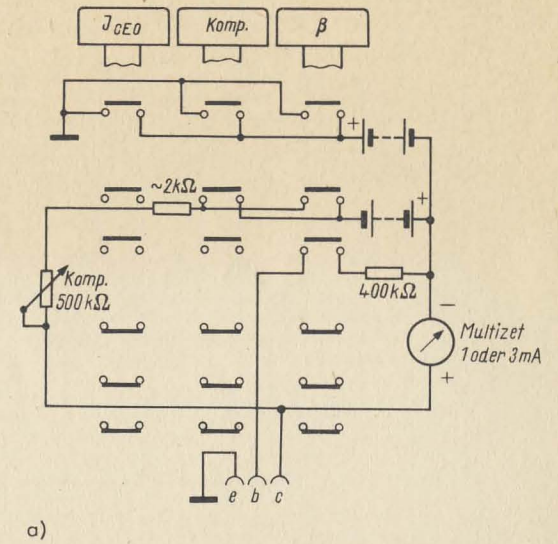 J_CEO Komp. β
+
~2kΩ
+
Komp.
500kΩ
400kΩ
−
Multizet
1 oder 3mA
+
e b c
a)